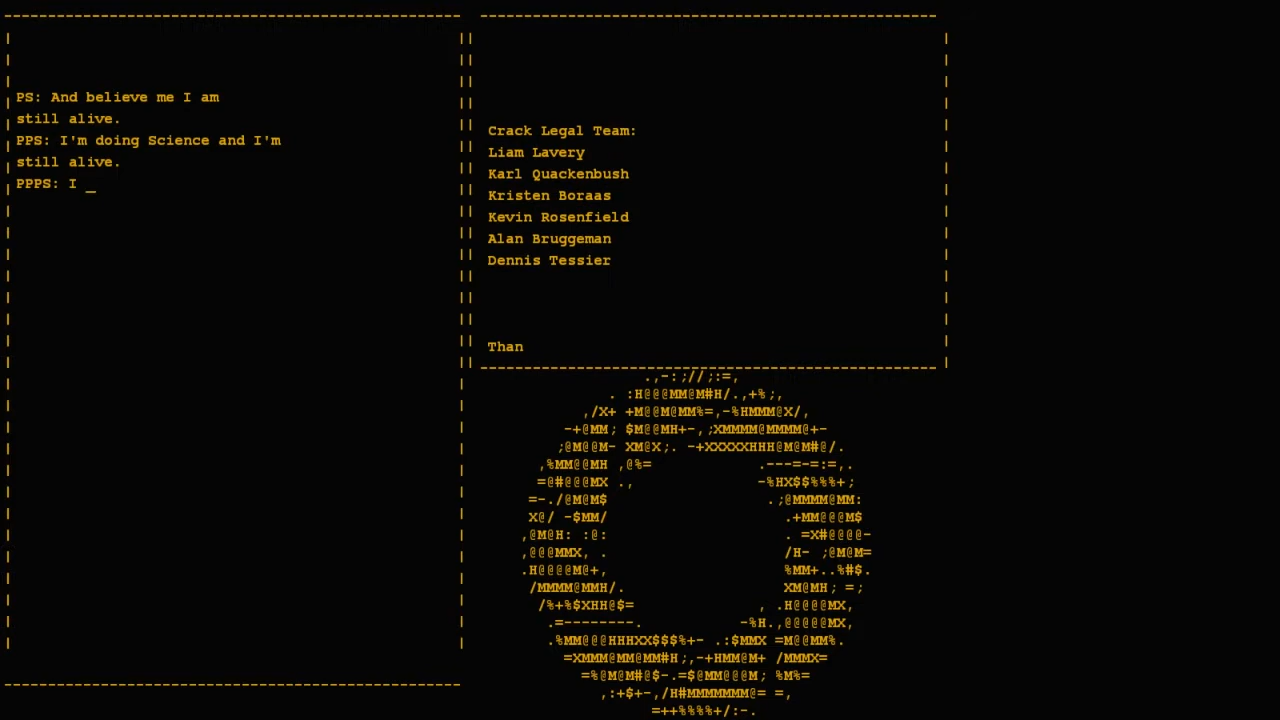 PS: And believe me I am
still alive.
PPS: I'm doing Science and I'm
still alive.
PPPS: I _
Crack Legal Team:
Liam Lavery
Karl Quackenbush
Kristen Boraas
Kevin Rosenfield
Alan Bruggeman
Dennis Tessier
Than